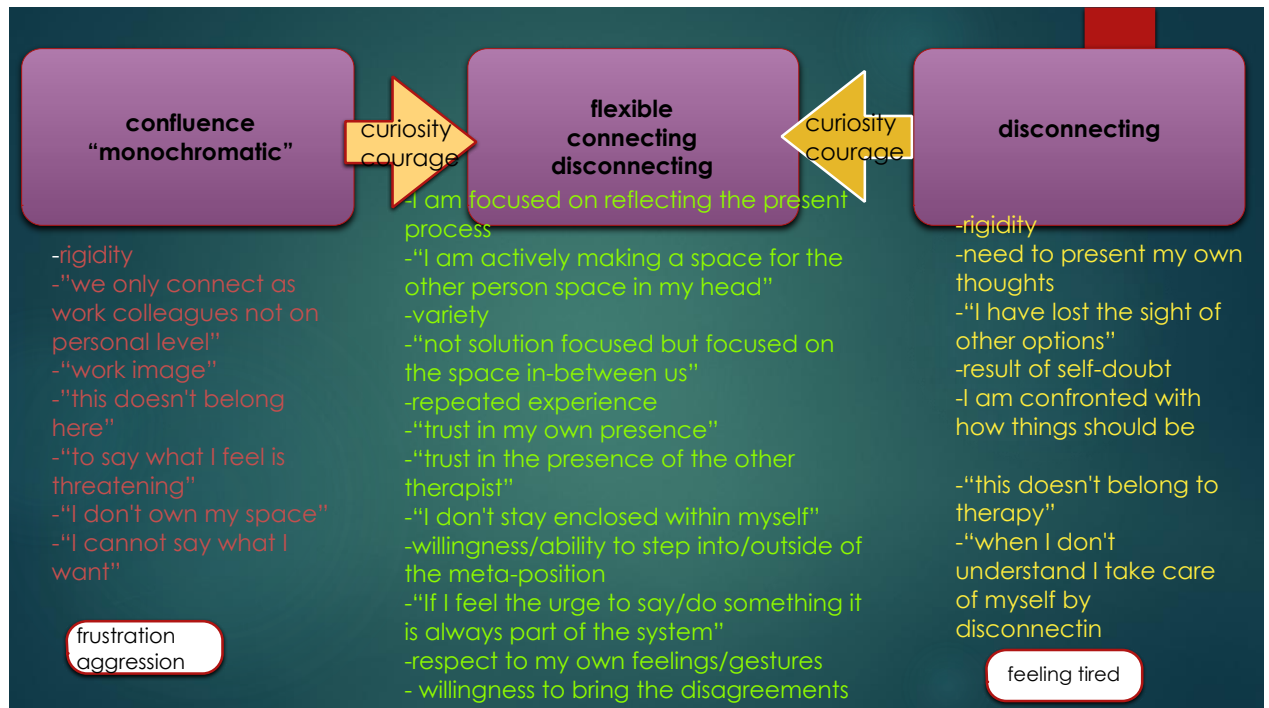 confluence
“monochromatic”
curiosity
courage
flexible
connecting
disconnecting
curiosity
courage
disconnecting
-rigidity
-”we only connect as
work colleagues not on
personal level”
-“work image”
-”this doesn't belong
here”
-“to say what I feel is
threatening”
-“I don't own my space”
-“I cannot say what I
want”
frustration
aggression
-I am focused on reflecting the present
process
-“I am actively making a space for the
other person space in my head”
-variety
-“not solution focused but focused on
the space in-between us”
-repeated experience
-“trust in my own presence”
-“trust in the presence of the other
therapist”
-“I don't stay enclosed within myself”
-willingness/ability to step into/outside of
the meta-position
-“If I feel the urge to say/do something it
is always part of the system”
-respect to my own feelings/gestures
- willingness to bring the disagreements
-rigidity
-need to present my own
thoughts
-“I have lost the sight of
other options”
-result of self-doubt
-I am confronted with
how things should be
-“this doesn't belong to
therapy”
-“when I don't
understand I take care
of myself by
disconnectin
feeling tired